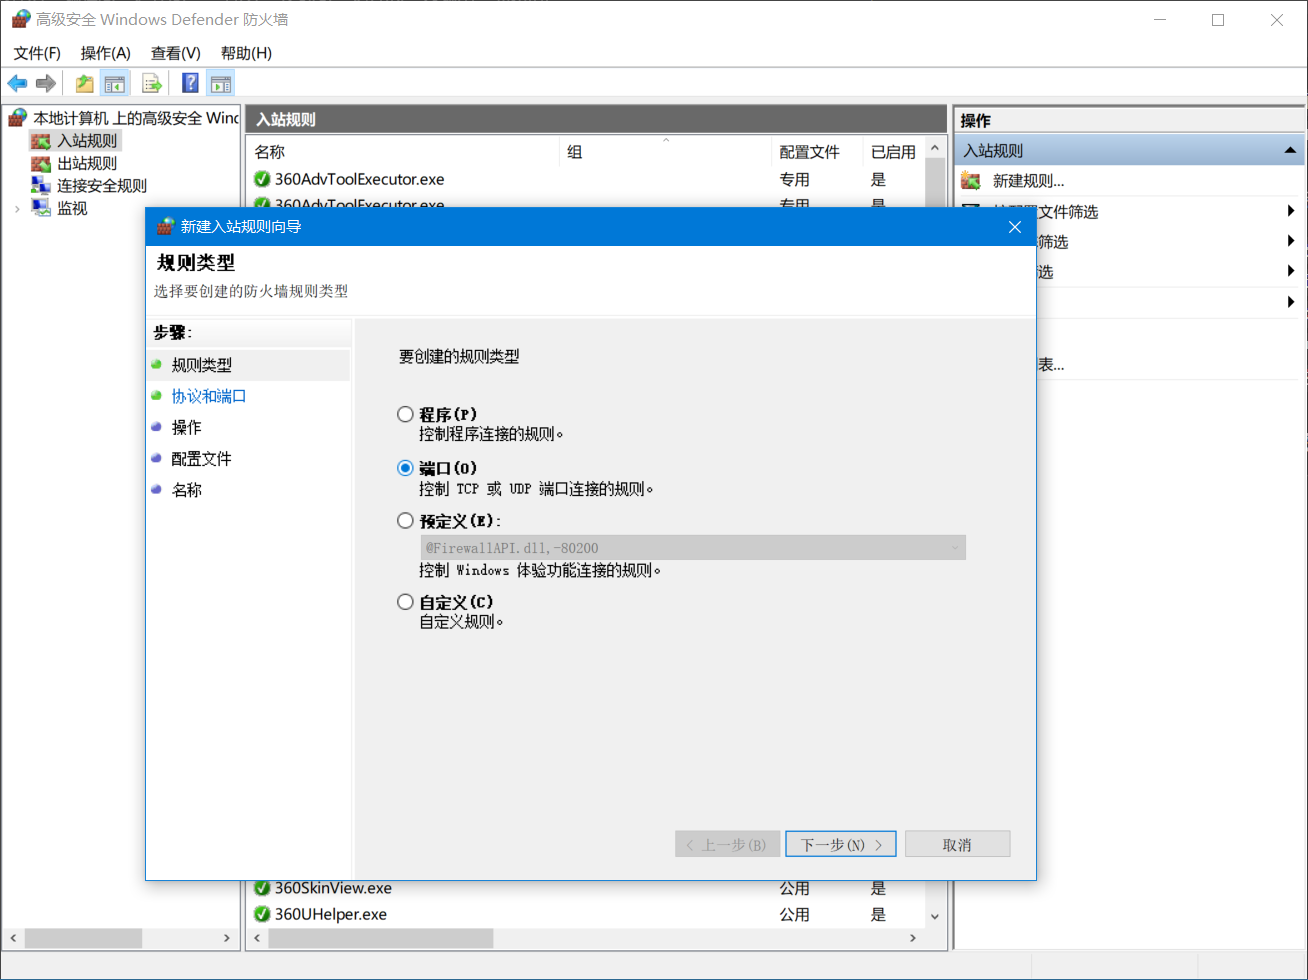 高级安全 Windows Defender 防火墙
文件(F) 操作(A) 查看(V) 帮助(H)
本地计算机 上的高级安全 Wind
入站规则
出站规则
连接安全规则
监视
入站规则
名称 组 配置文件 已启用
360AdvToolExecutor.exe 专用 是
360AdvToolExecutor.exe 专用 是
操作
入站规则
新建规则...
按配置文件筛选
筛选
选
表...
新建入站规则向导
规则类型
选择要创建的防火墙规则类型
步骤:
规则类型
协议和端口
操作
配置文件
名称
要创建的规则类型
程序(P)
控制程序连接的规则。
端口(O)
控制 TCP 或 UDP 端口连接的规则。
预定义(E):
@FirewallAPI.dll,-80200
控制 Windows 体验功能连接的规则。
自定义(C)
自定义规则。
< 上一步(B) 下一步(N) > 取消
360SkinView.exe 公用 是
360UHelper.exe 公用 是